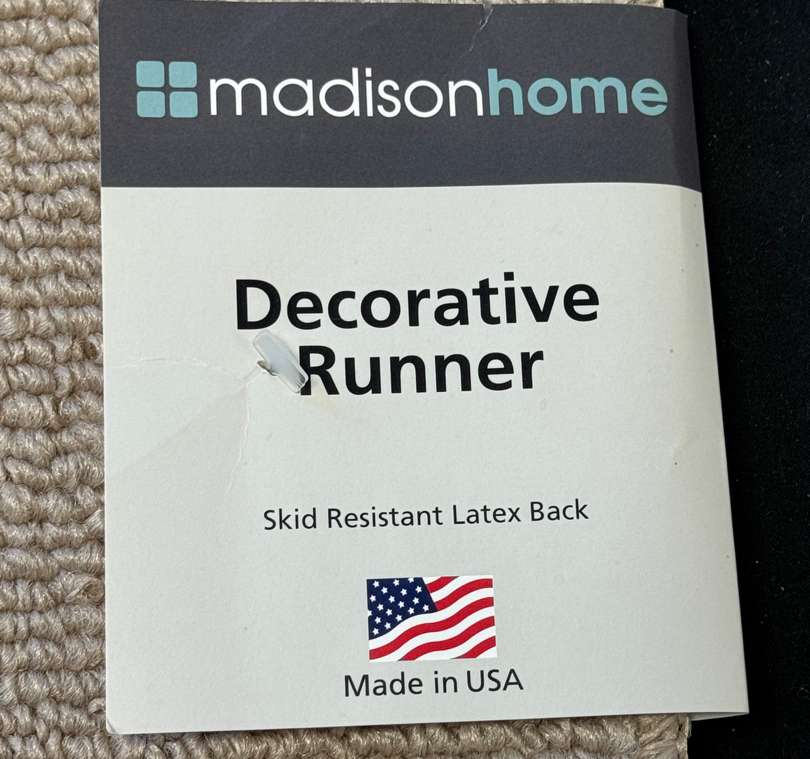 madisonhome
Decorative
Runner
Skid Resistant Latex Back
Made in USA